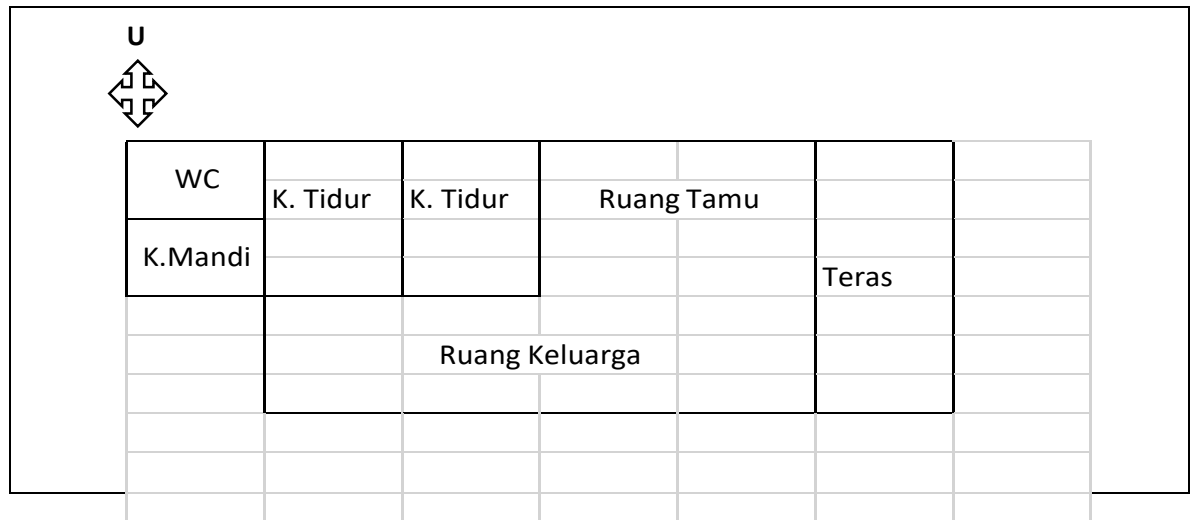 U
WC
K. Tidur
K. Tidur
Ruang Tamu
K.Mandi
Teras
Ruang Keluarga